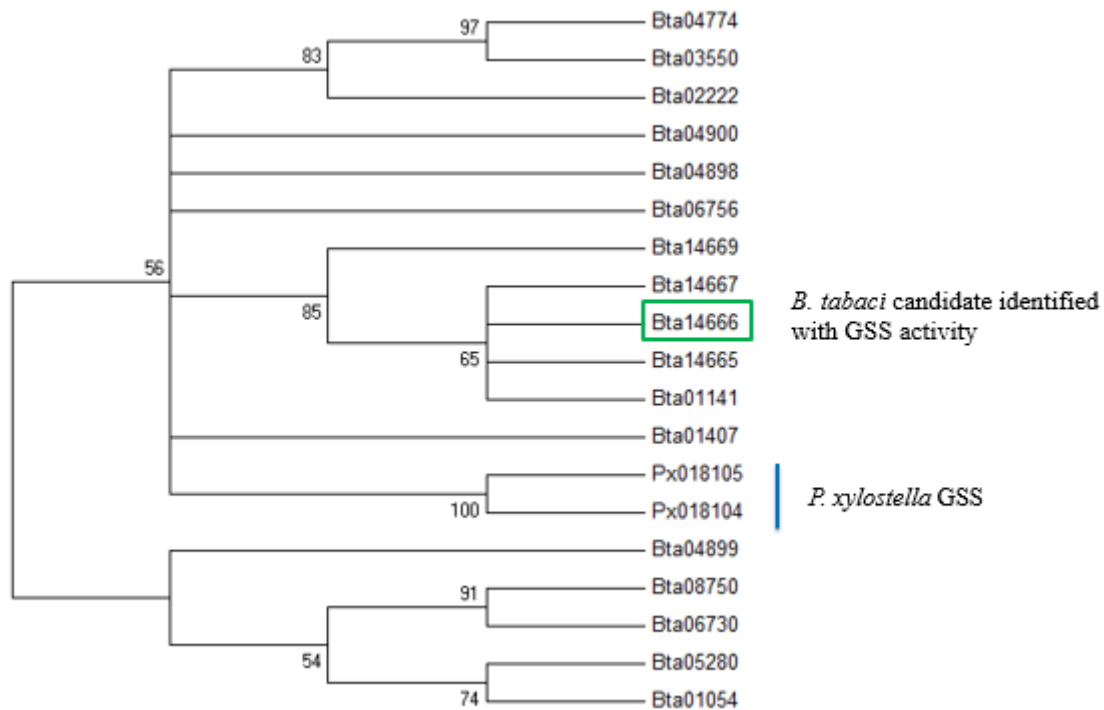 Bta04774
97
Bta03550
83
Bta02222
Bta04900
Bta04898
Bta06756
Bta14669
56
Bta14667
B. tabaci candidate identified
with GSS activity
85
Bta14666
65
Bta14665
Bta01141
Bta01407
Px018105
P. xylostella GSS
100
Px018104
Bta04899
91
Bta08750
Bta06730
54
Bta05280
74
Bta01054